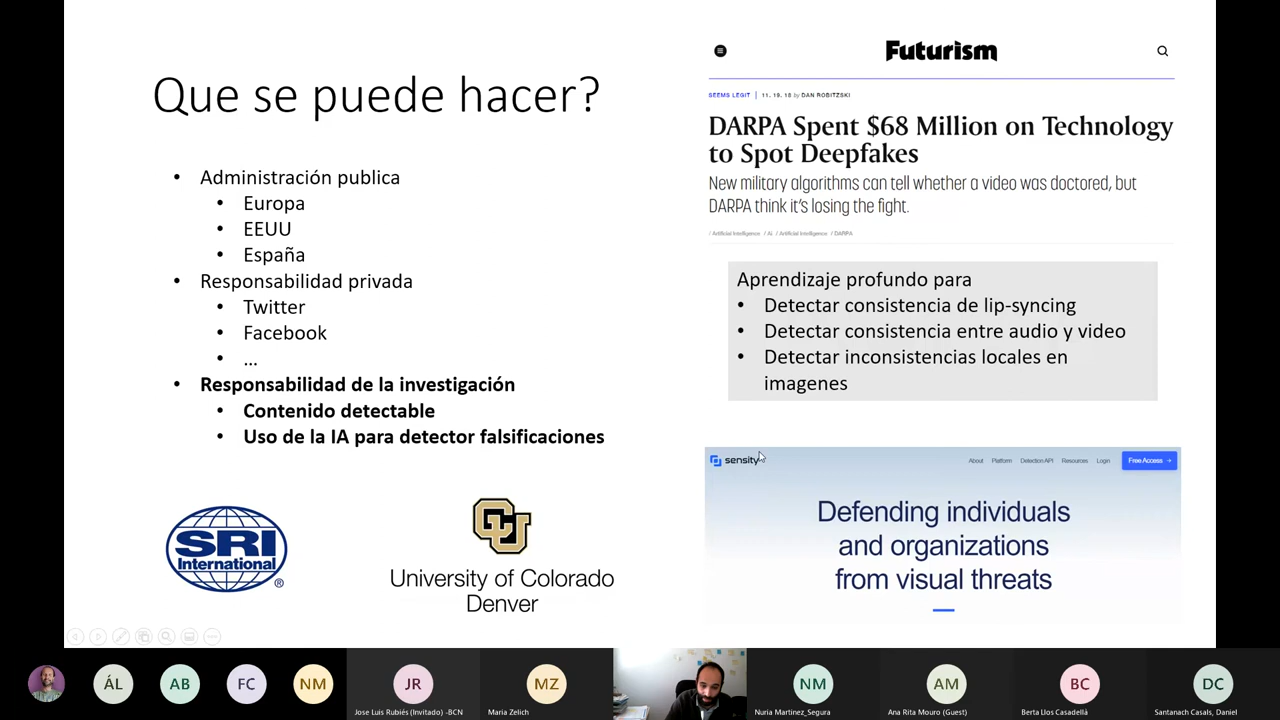 Que se puede hacer?
• Administración publica
• Europa
• EEUU
• España
• Responsabilidad privada
• Twitter
• Facebook
• ...
• Responsabilidad de la investigación
• Contenido detectable
• Uso de la IA para detector falsificaciones
SRI
International
®
CU
University of Colorado
Denver
Futurism
SEEMS LEGIT | 11. 19. 18 by DAN ROBITZSKI
DARPA Spent $68 Million on Technology
to Spot Deepfakes
New military algorithms can tell whether a video was doctored, but
DARPA think it's losing the fight.
/ Artificial Intelligence / Ai / Artificial Intelligence / DARPA
Aprendizaje profundo para
• Detectar consistencia de lip-syncing
• Detectar consistencia entre audio y video
• Detectar inconsistencias locales en
imagenes
sensity
About Platform Detection API Resources Login Free Access →
Defending individuals
and organizations
from visual threats
ÁL AB FC NM JR MZ NM AM BC DC
Jose Luis Rubiés (Invitado) -BCN Maria Zelich Nuria Martinez_Segura Ana Rita Mouro (Guest) Berta Llos Casadellà Santanach Casals, Daniel